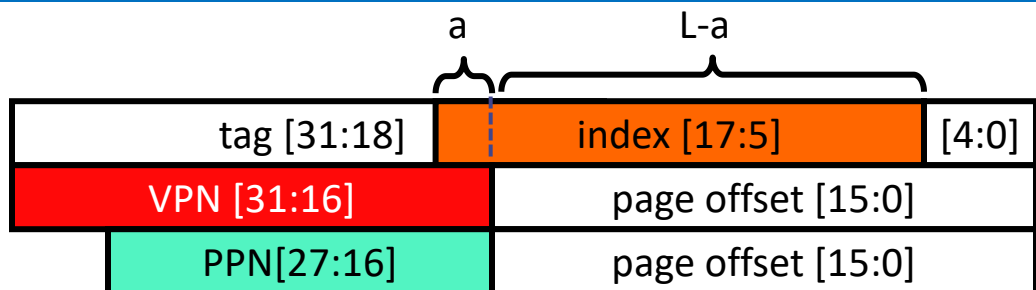 a L-a
tag [31:18] index [17:5] [4:0]
VPN [31:16] page offset [15:0]
PPN[27:16] page offset [15:0]